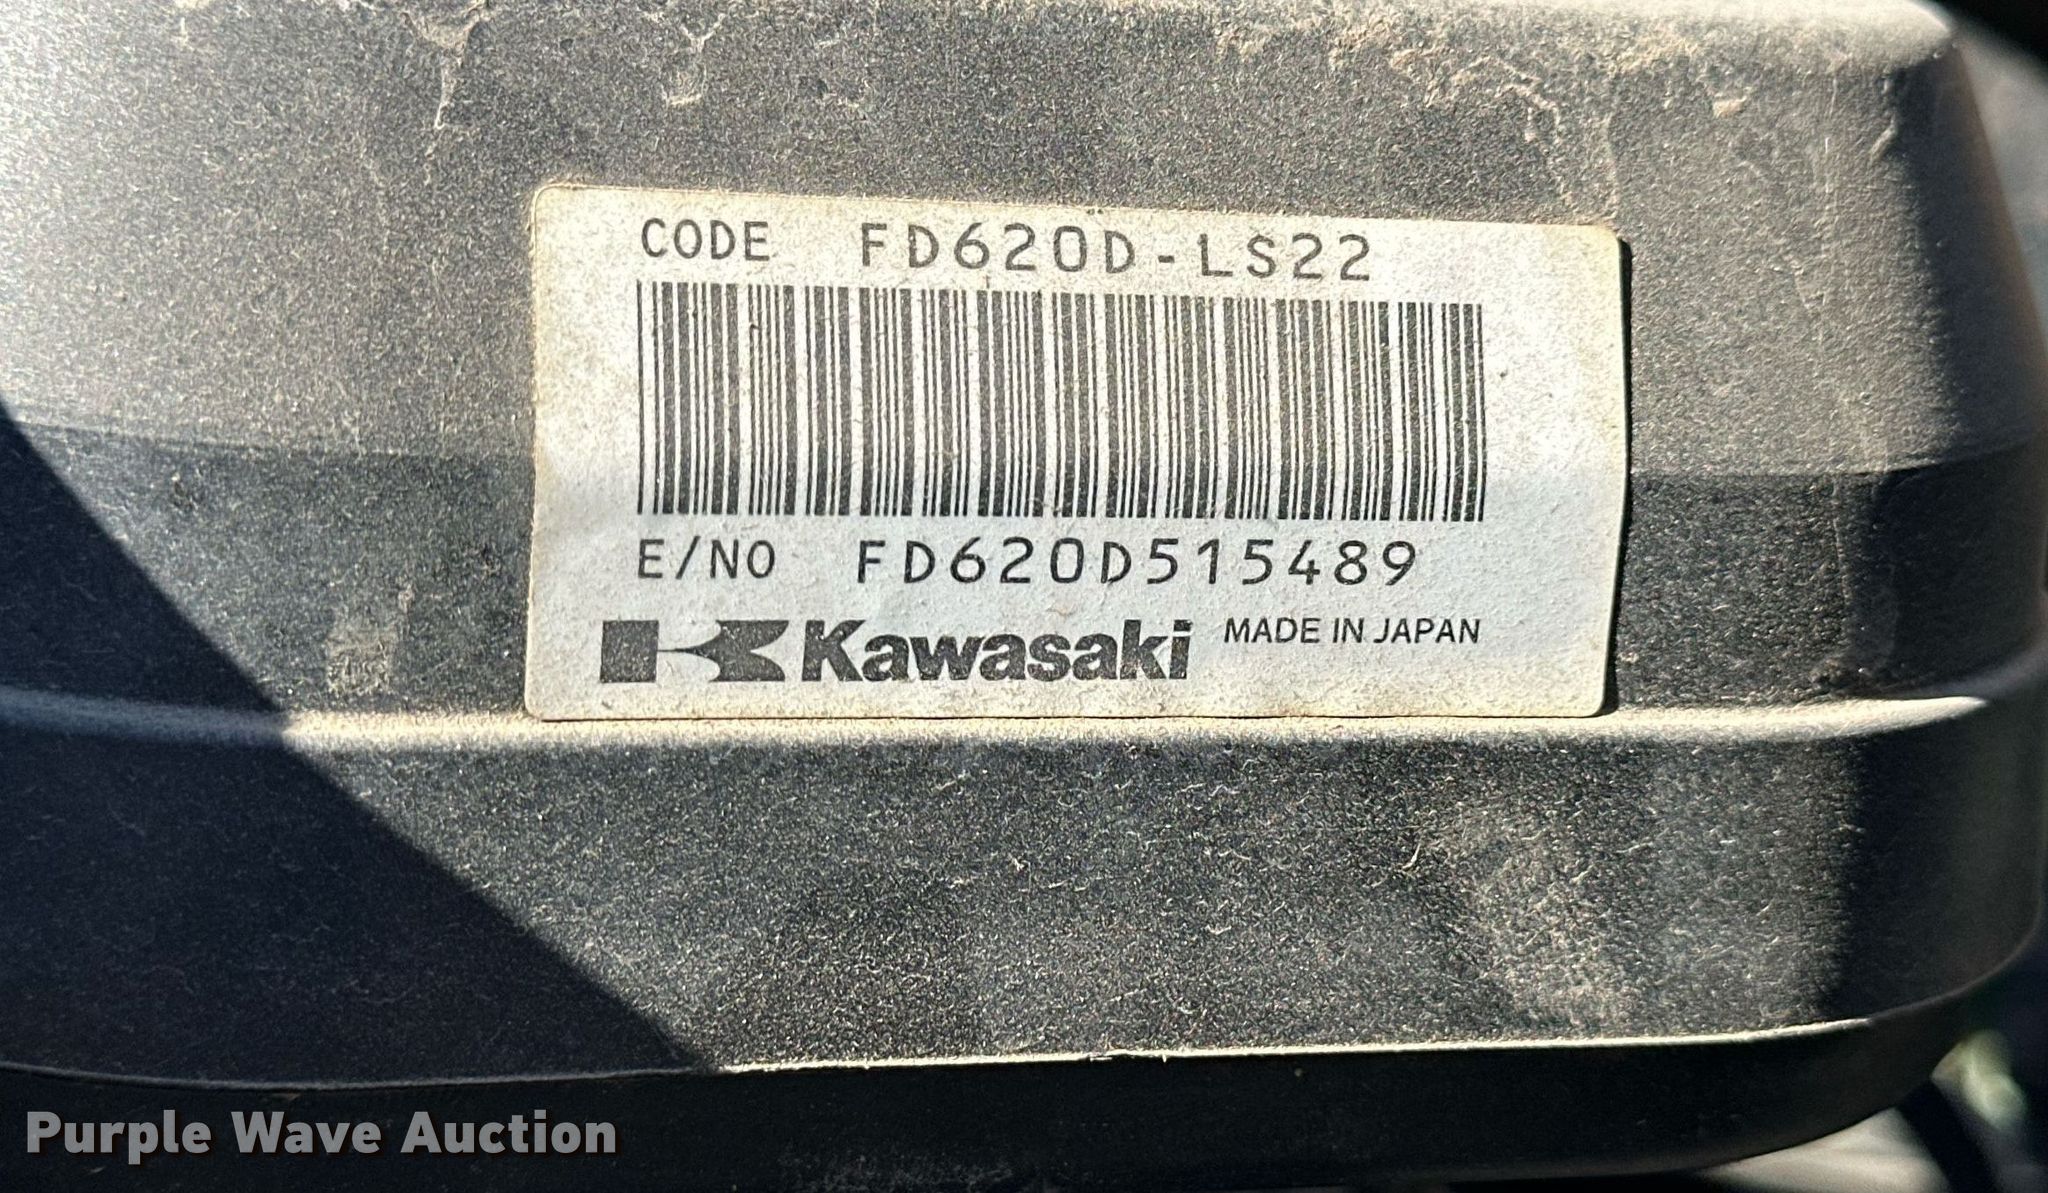 CODE FD620D-LS22
E/NO FD620D515489
Kawasaki MADE IN JAPAN
Purple Wave Auction